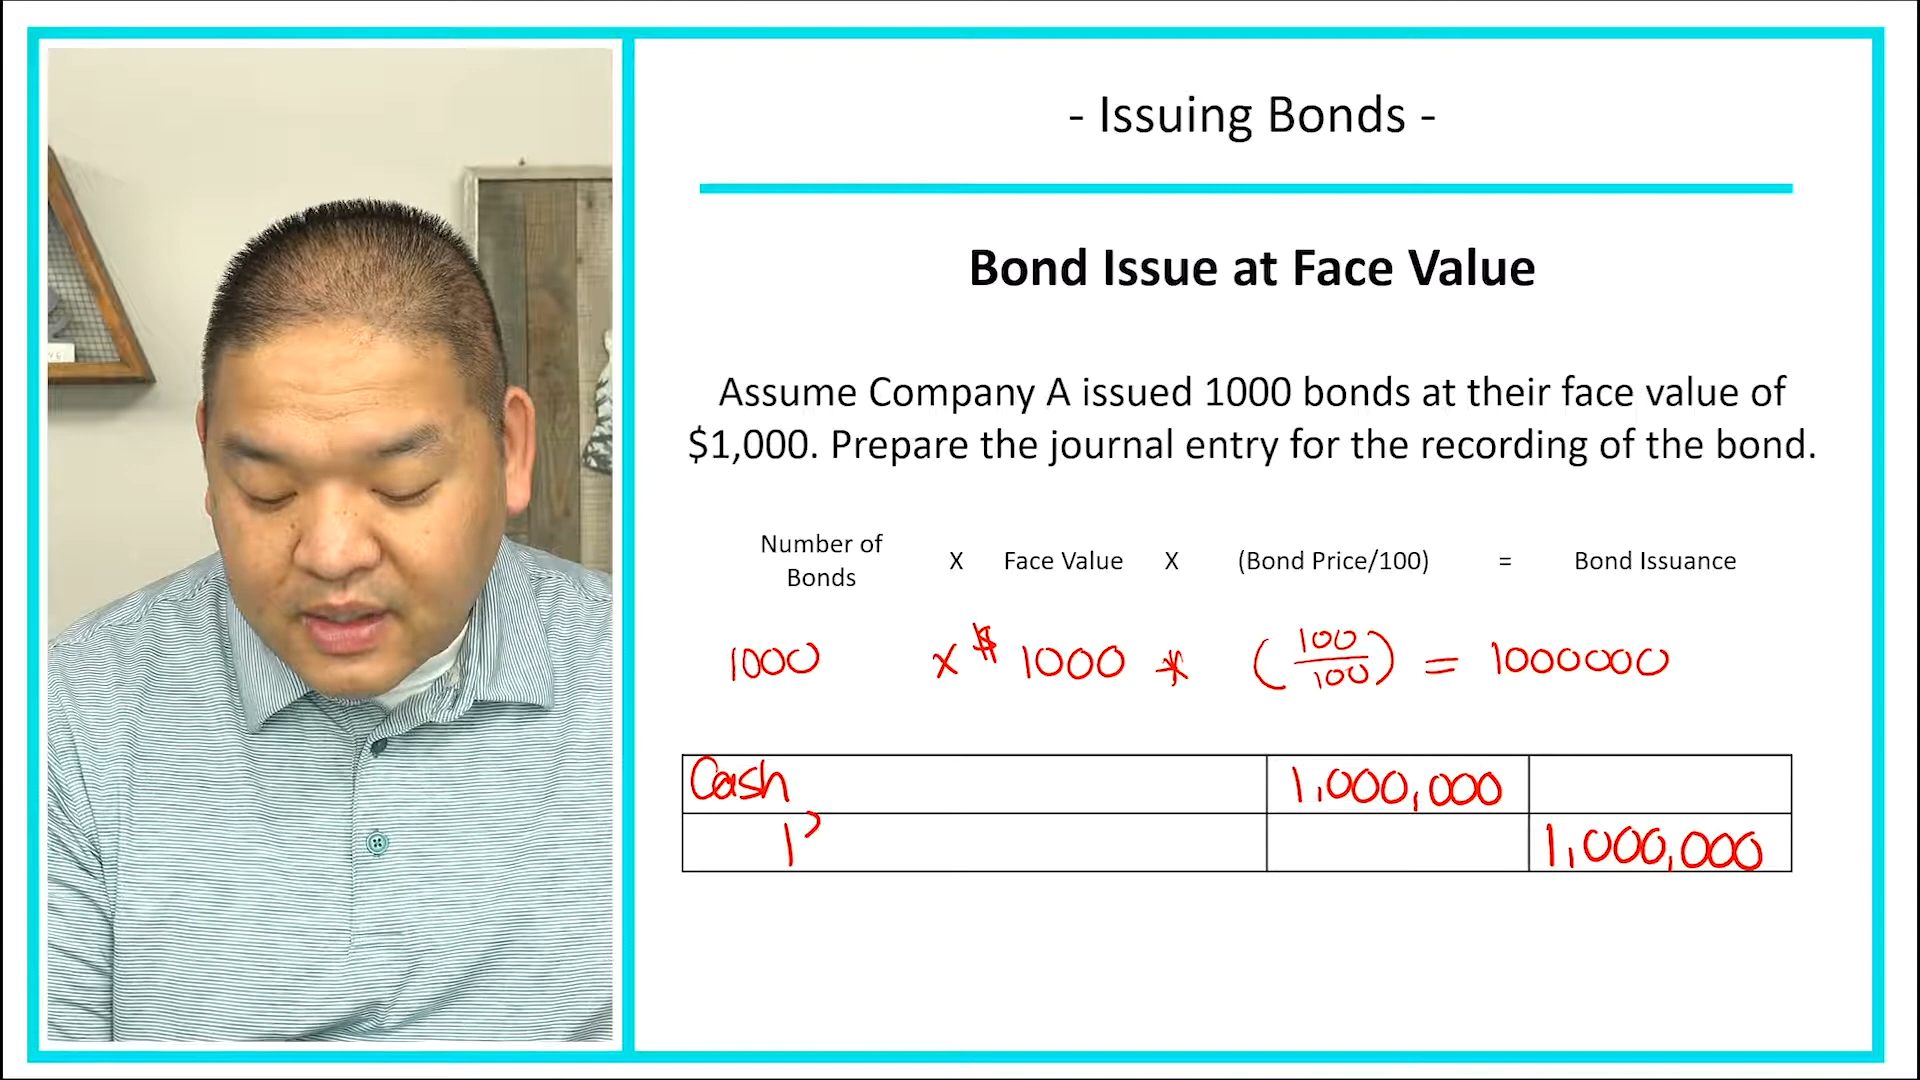 - Issuing Bonds -
Bond Issue at Face Value
Assume Company A issued 1000 bonds at their face value of
$1,000. Prepare the journal entry for the recording of the bond.
Number of
Bonds
X Face Value X (Bond Price/100) = Bond Issuance
1000 x $ 1000 * (100/100) = 1000000
Cash 1,000,000
1,000,000